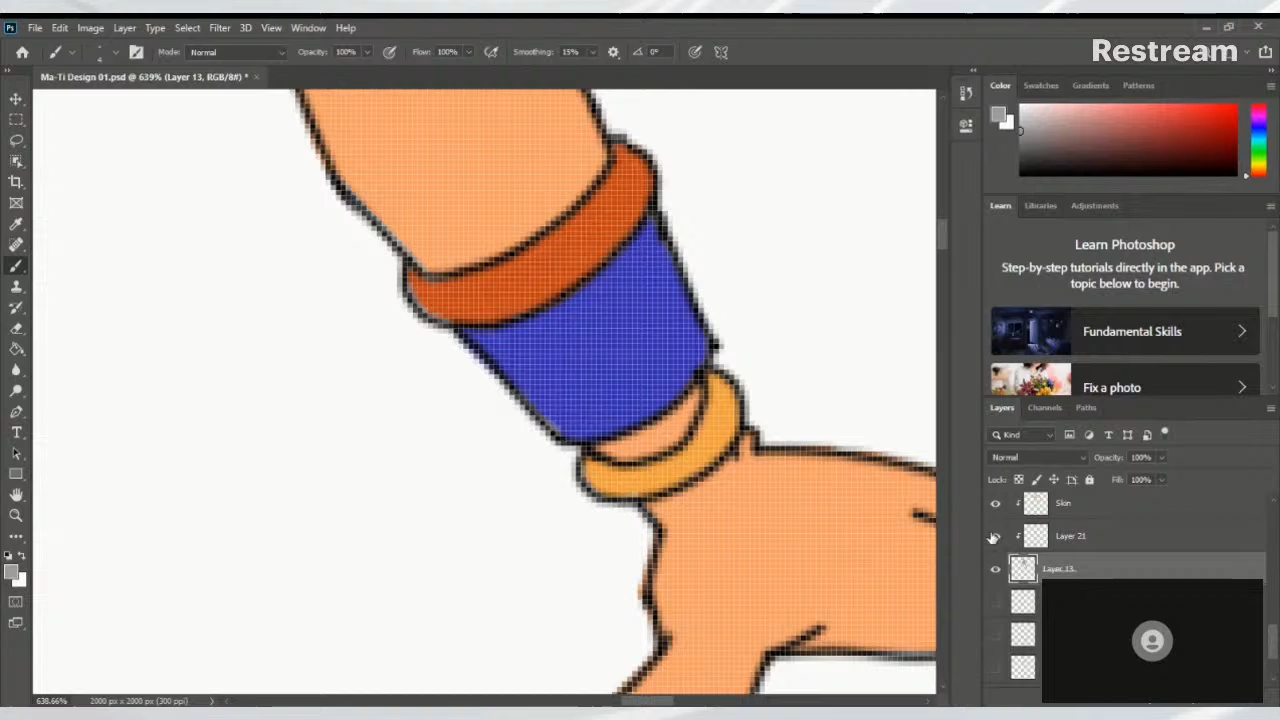 Ps File Edit Image Layer Type Select Filter 3D View Window Help
4 Mode: Normal Opacity: 100% Flow: 100% Smoothing: 15% 0°
Restream
Ma-Ti Design 01.psd @ 639% (Layer 13, RGB/8#) * ×
Color Swatches Gradients Patterns
Learn Libraries Adjustments
Learn Photoshop
Step-by-step tutorials directly in the app. Pick a
topic below to begin.
Fundamental Skills
Fix a photo
Layers Channels Paths
Kind
Normal Opacity: 100%
Lock: Fill: 100%
Skin
Layer 21
Layer 13
638.66% 2000 px x 2000 px (300 ppi)